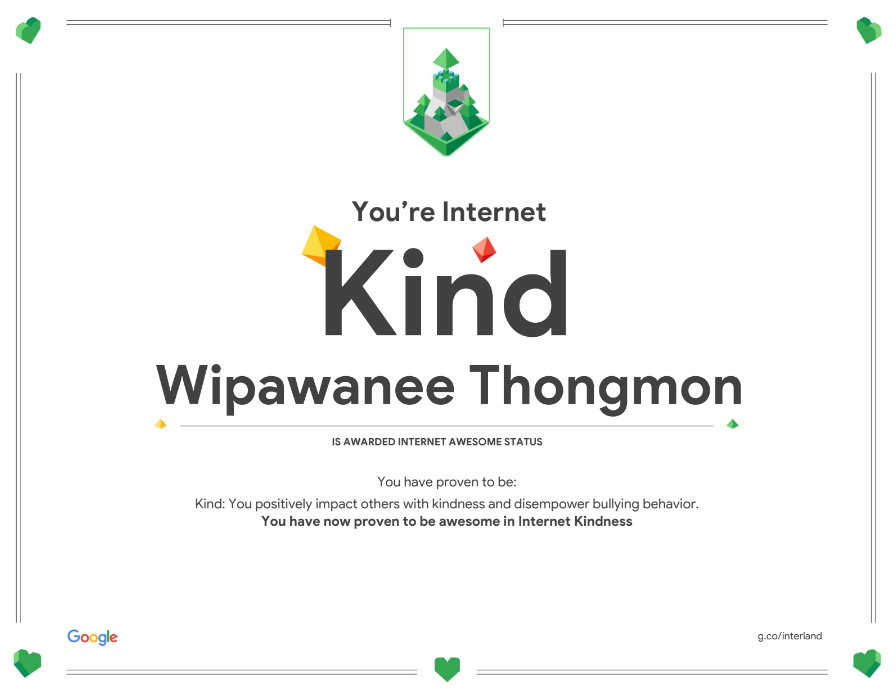 You’re Internet
Kind
Wipawanee Thongmon
IS AWARDED INTERNET AWESOME STATUS
You have proven to be:
Kind: You positively impact others with kindness and disempower bullying behavior.
You have now proven to be awesome in Internet Kindness
Google
g.co/interland